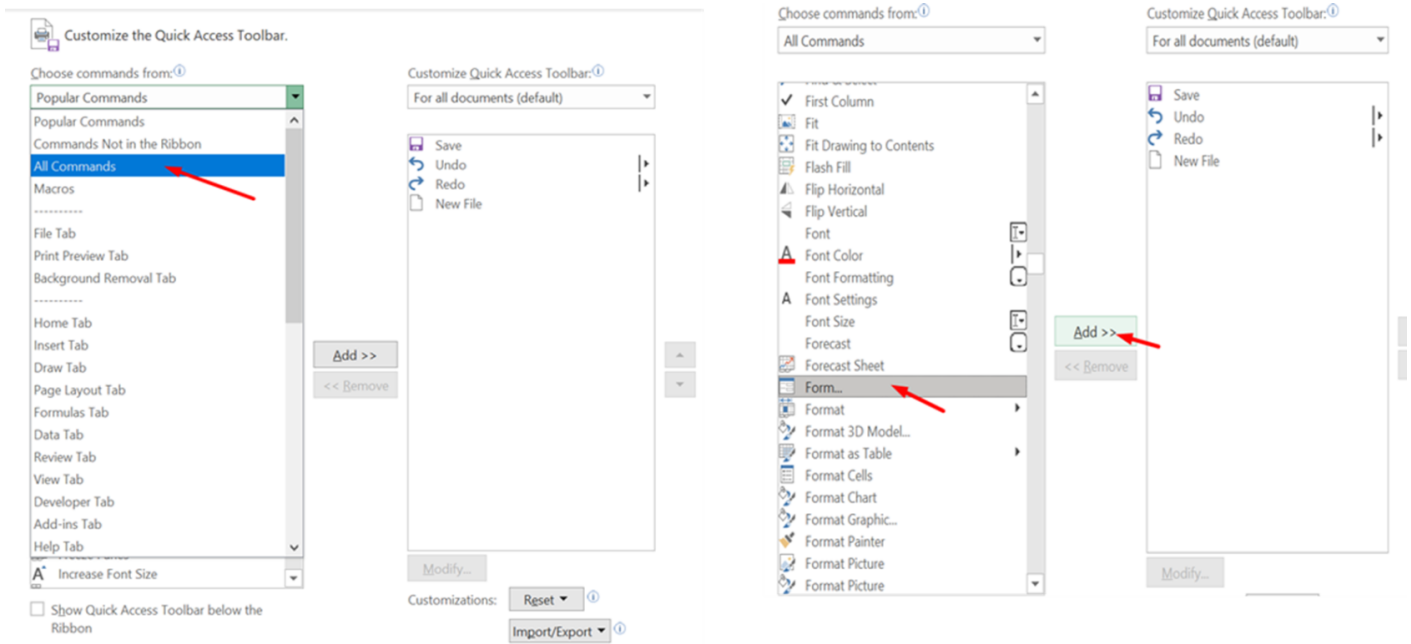 Customize the Quick Access Toolbar.
Choose commands from:
Popular Commands
Popular Commands
Commands Not in the Ribbon
All Commands
Macros
----------
File Tab
Print Preview Tab
Background Removal Tab
----------
Home Tab
Insert Tab
Draw Tab
Page Layout Tab
Formulas Tab
Data Tab
Review Tab
View Tab
Developer Tab
Add-ins Tab
Help Tab
Increase Font Size
Show Quick Access Toolbar below the
Ribbon
Add >>
<< Remove
Customize Quick Access Toolbar:
For all documents (default)
Save
Undo
Redo
New File
Modify...
Customizations:
Reset
Import/Export
Choose commands from:
All Commands
First Column
Fit
Fit Drawing to Contents
Flash Fill
Flip Horizontal
Flip Vertical
Font
Font Color
Font Formatting
Font Settings
Font Size
Forecast
Forecast Sheet
Form...
Format
Format 3D Model...
Format as Table
Format Cells
Format Chart
Format Graphic...
Format Painter
Format Picture
Format Picture
Add >>
<< Remove
Customize Quick Access Toolbar:
For all documents (default)
Save
Undo
Redo
New File
Modify...